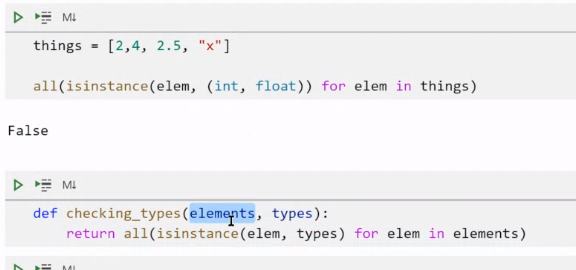 M↓
things = [2,4, 2.5, "x"]
all(isinstance(elem, (int, float)) for elem in things)
False
M↓
def checking_types(elements, types):
return all(isinstance(elem, types) for elem in elements)
M↓